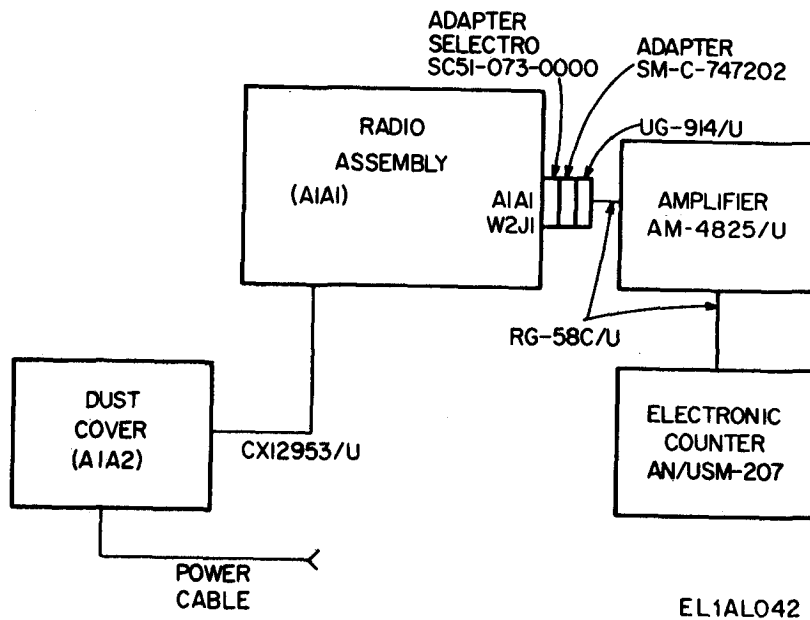 ADAPTER
SELECTRO
SC51-073-0000
ADAPTER
SM-C-747202
UG-914/U
RADIO
ASSEMBLY
(A1A1)
A1A1
W2J1
AMPLIFIER
AM-4825/U
RG-58C/U
DUST
COVER
(A1A2)
CX12953/U
ELECTRONIC
COUNTER
AN/USM-207
POWER
CABLE
EL1AL042